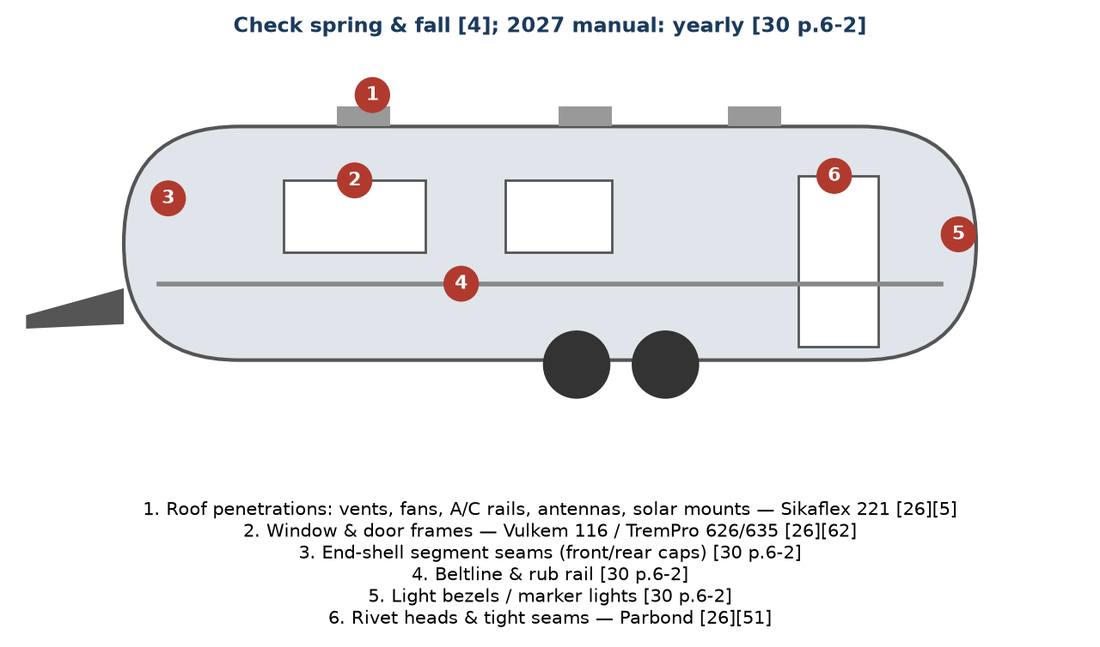 Check spring & fall [4]; 2027 manual: yearly [30 p.6-2]
1
2
6
3
5
4
1. Roof penetrations: vents, fans, A/C rails, antennas, solar mounts — Sikaflex 221 [26][5]
2. Window & door frames — Vulkem 116 / TremPro 626/635 [26][62]
3. End-shell segment seams (front/rear caps) [30 p.6-2]
4. Beltline & rub rail [30 p.6-2]
5. Light bezels / marker lights [30 p.6-2]
6. Rivet heads & tight seams — Parbond [26][51]